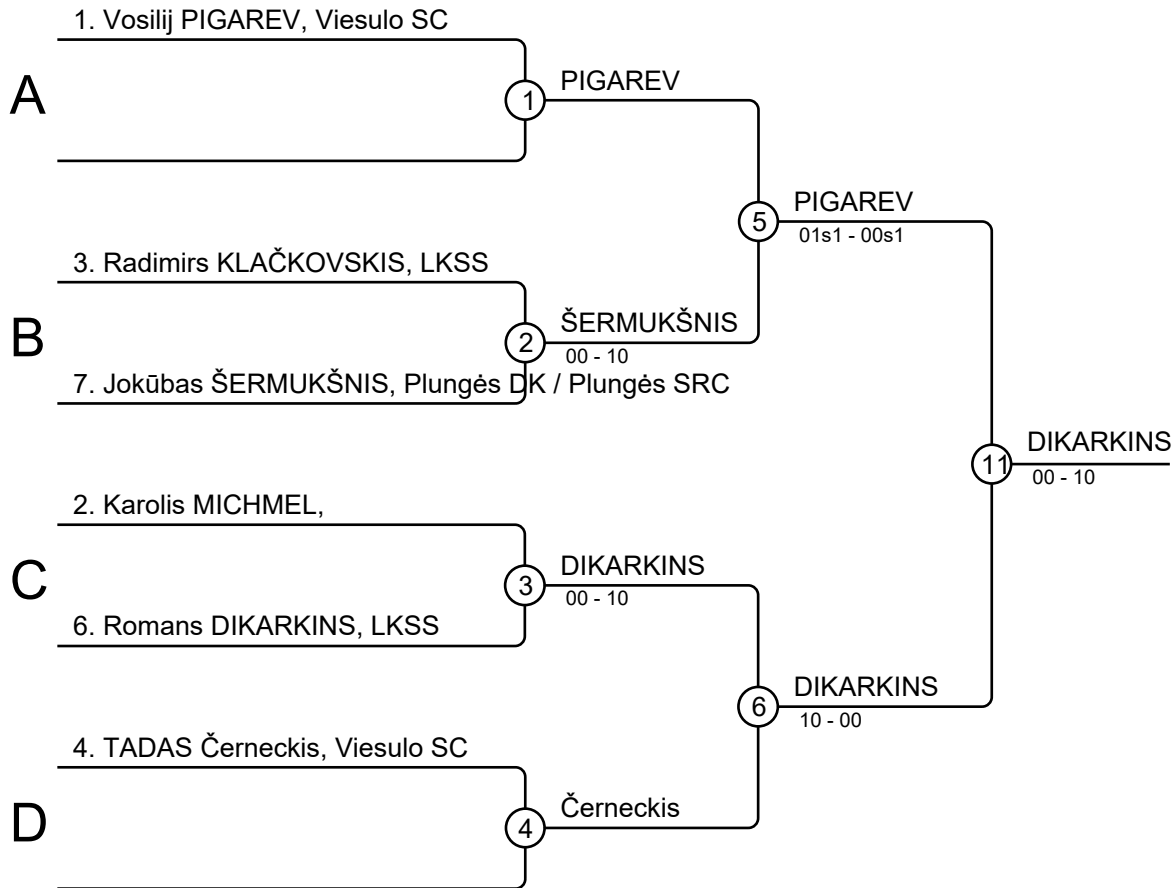 1. Vosilij PIGAREV, Viesulo SC
A
1
PIGAREV
5
PIGAREV
01s1 - 00s1
3. Radimirs KLAČKOVSKIS, LKSS
B
2
ŠERMUKŠNIS
00 - 10
7. Jokūbas ŠERMUKŠNIS, Plungės DK / Plungės SRC
11
DIKARKINS
00 - 10
2. Karolis MICHMEL,
C
3
DIKARKINS
00 - 10
6. Romans DIKARKINS, LKSS
6
DIKARKINS
10 - 00
4. TADAS Černeckis, Viesulo SC
D
4
Černeckis